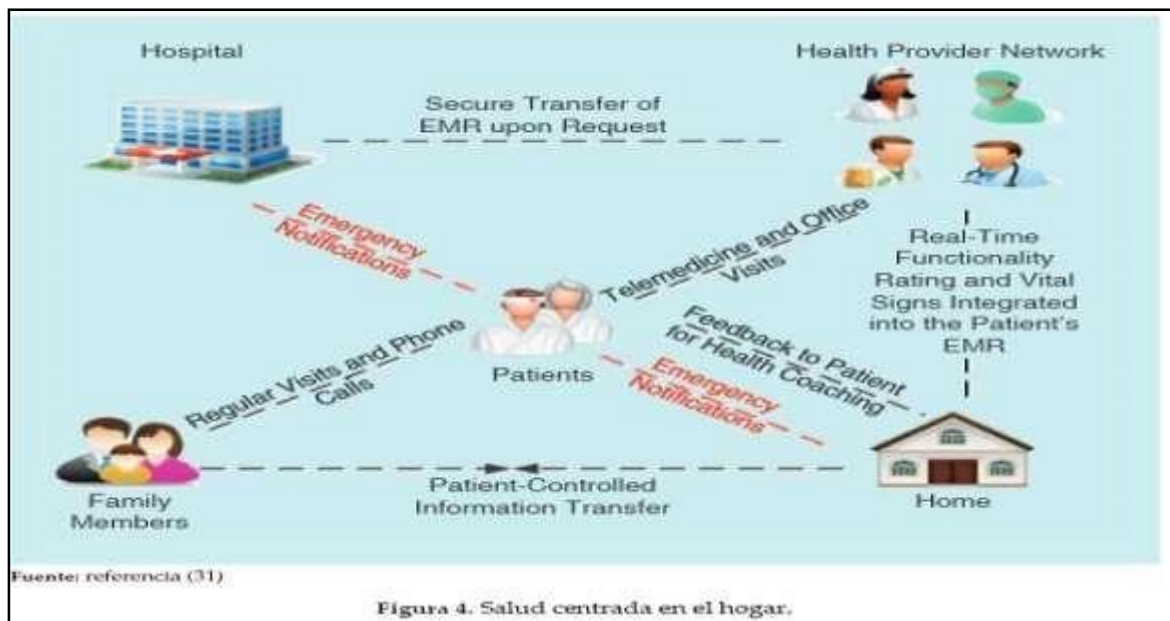 Hospital
Health Provider Network
Secure Transfer of
EMR upon Request
Emergency
Notifications
Telemedicine and Office
Visits
Real-Time
Functionality
Rating and Vital
Signs Integrated
into the Patient's
EMR
Patients
Feedback to Patient
for Health Coaching
Regular Visits and Phone
Calls
Emergency
Notifications
Family
Members
Patient-Controlled
Information Transfer
Home
Fuente: referencia (31)
Figura 4. Salud centrada en el hogar.